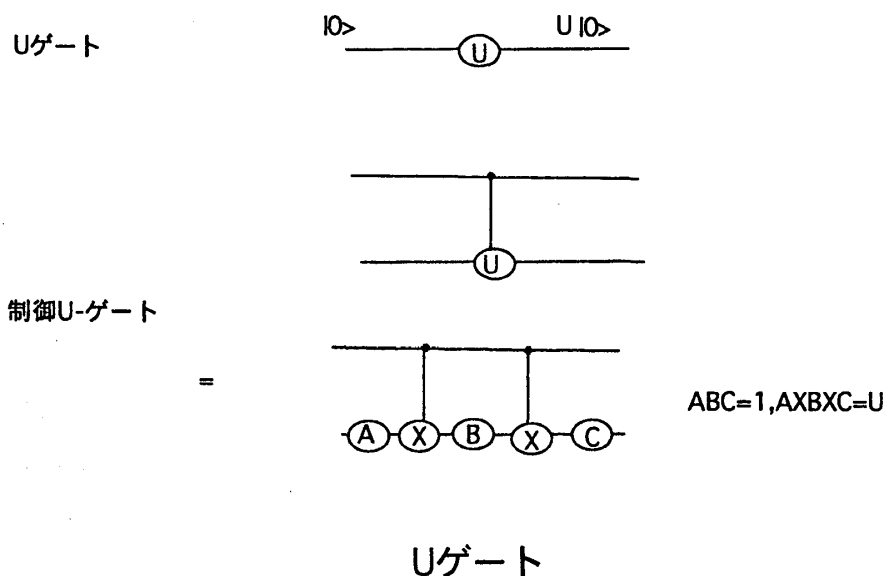 |0> U |0>
Uゲート
U
U
制御U-ゲート
=
ABC=1,AXBXC=U
A X B X C
Uゲート